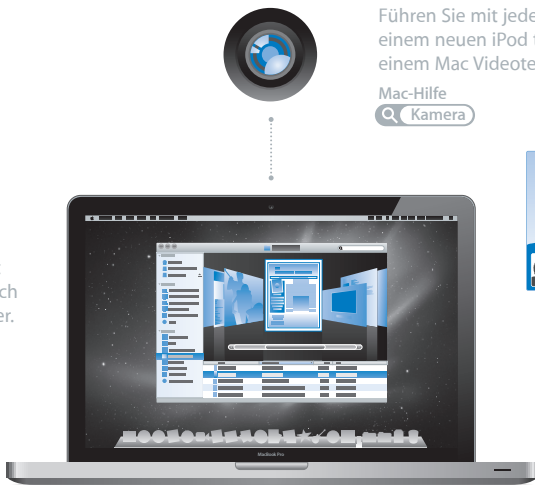 Führen Sie mit jede
einem neuen iPod t
einem Mac Videote
Mac-Hilfe
Kamera
ch
er.
MacBook Pro